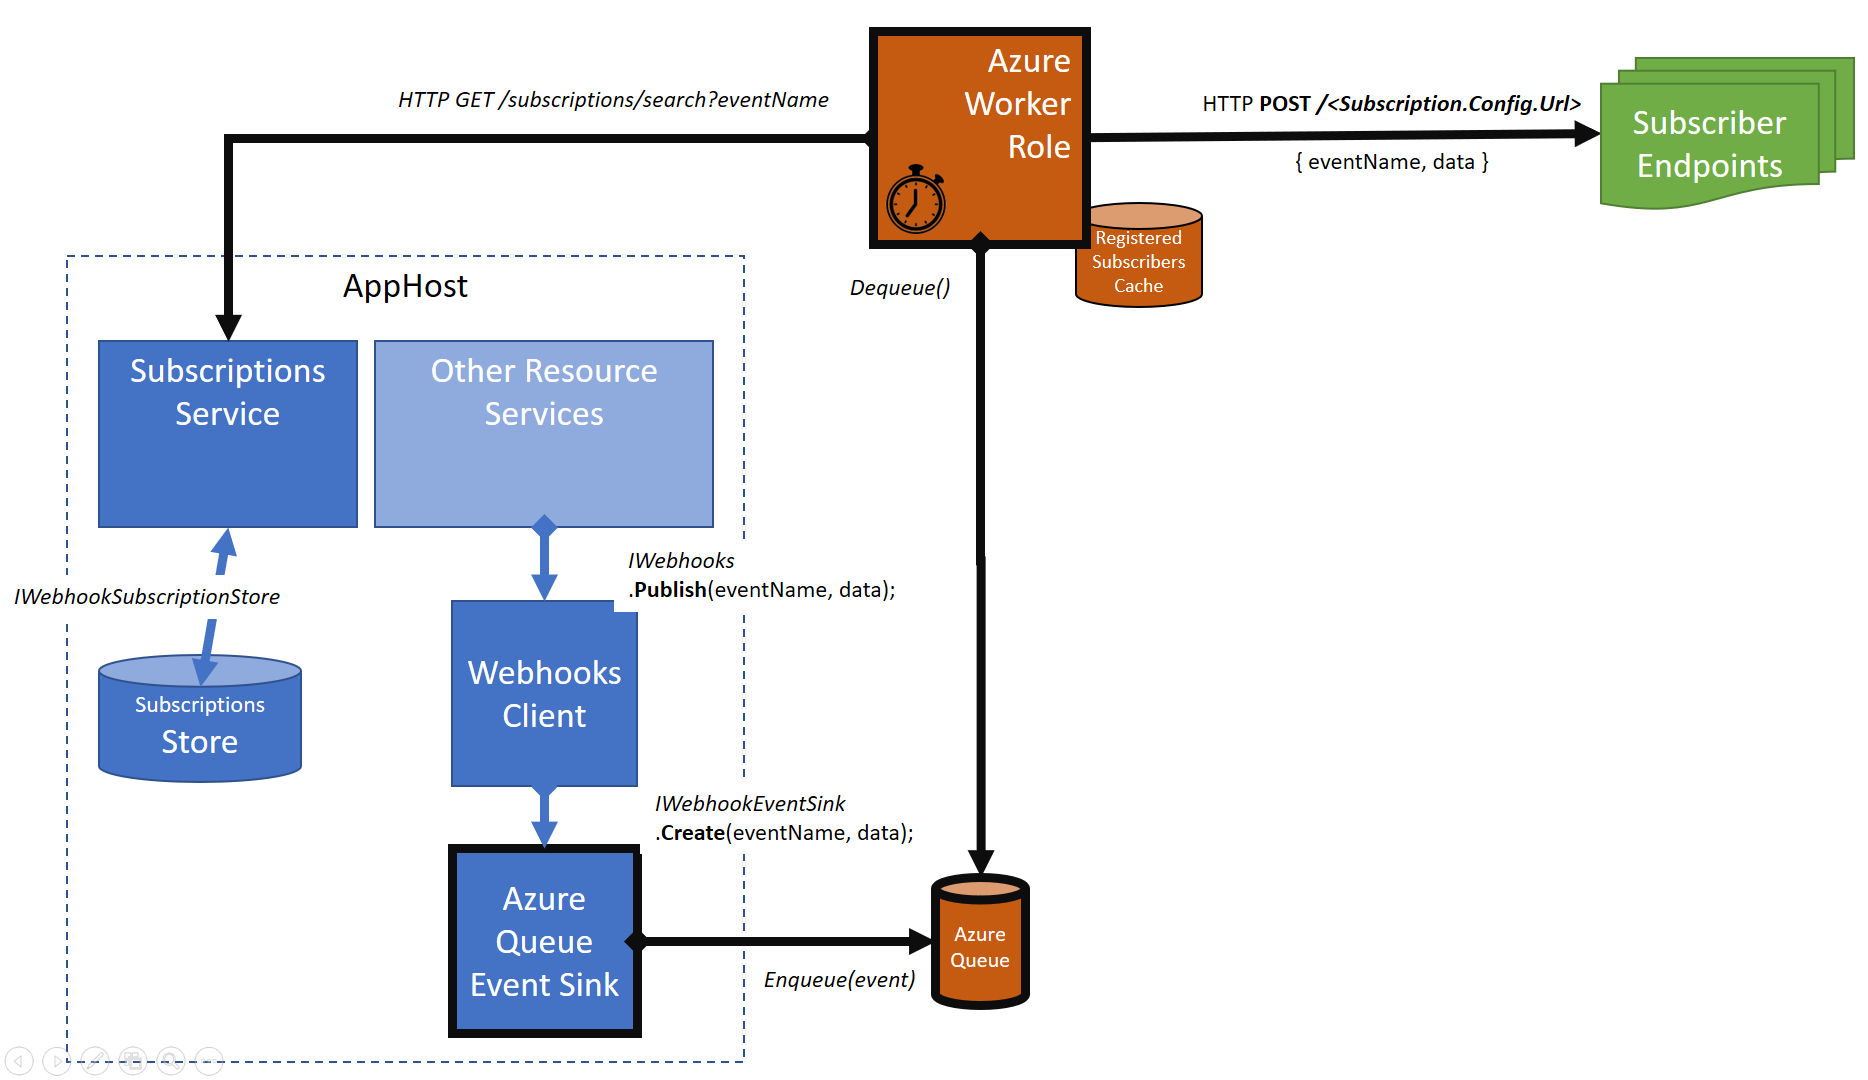 Azure
Worker
Role
HTTP GET /subscriptions/search?eventName
HTTP POST /<Subscription.Config.Url>
{ eventName, data }
Subscriber
Endpoints
Registered
Subscribers
Cache
Dequeue()
AppHost
Subscriptions
Service
Other Resource
Services
IWebhooks
.Publish(eventName, data);
IWebhookSubscriptionStore
Subscriptions
Store
Webhooks
Client
IWebhookEventSink
.Create(eventName, data);
Azure
Queue
Event Sink
Enqueue(event)
Azure
Queue